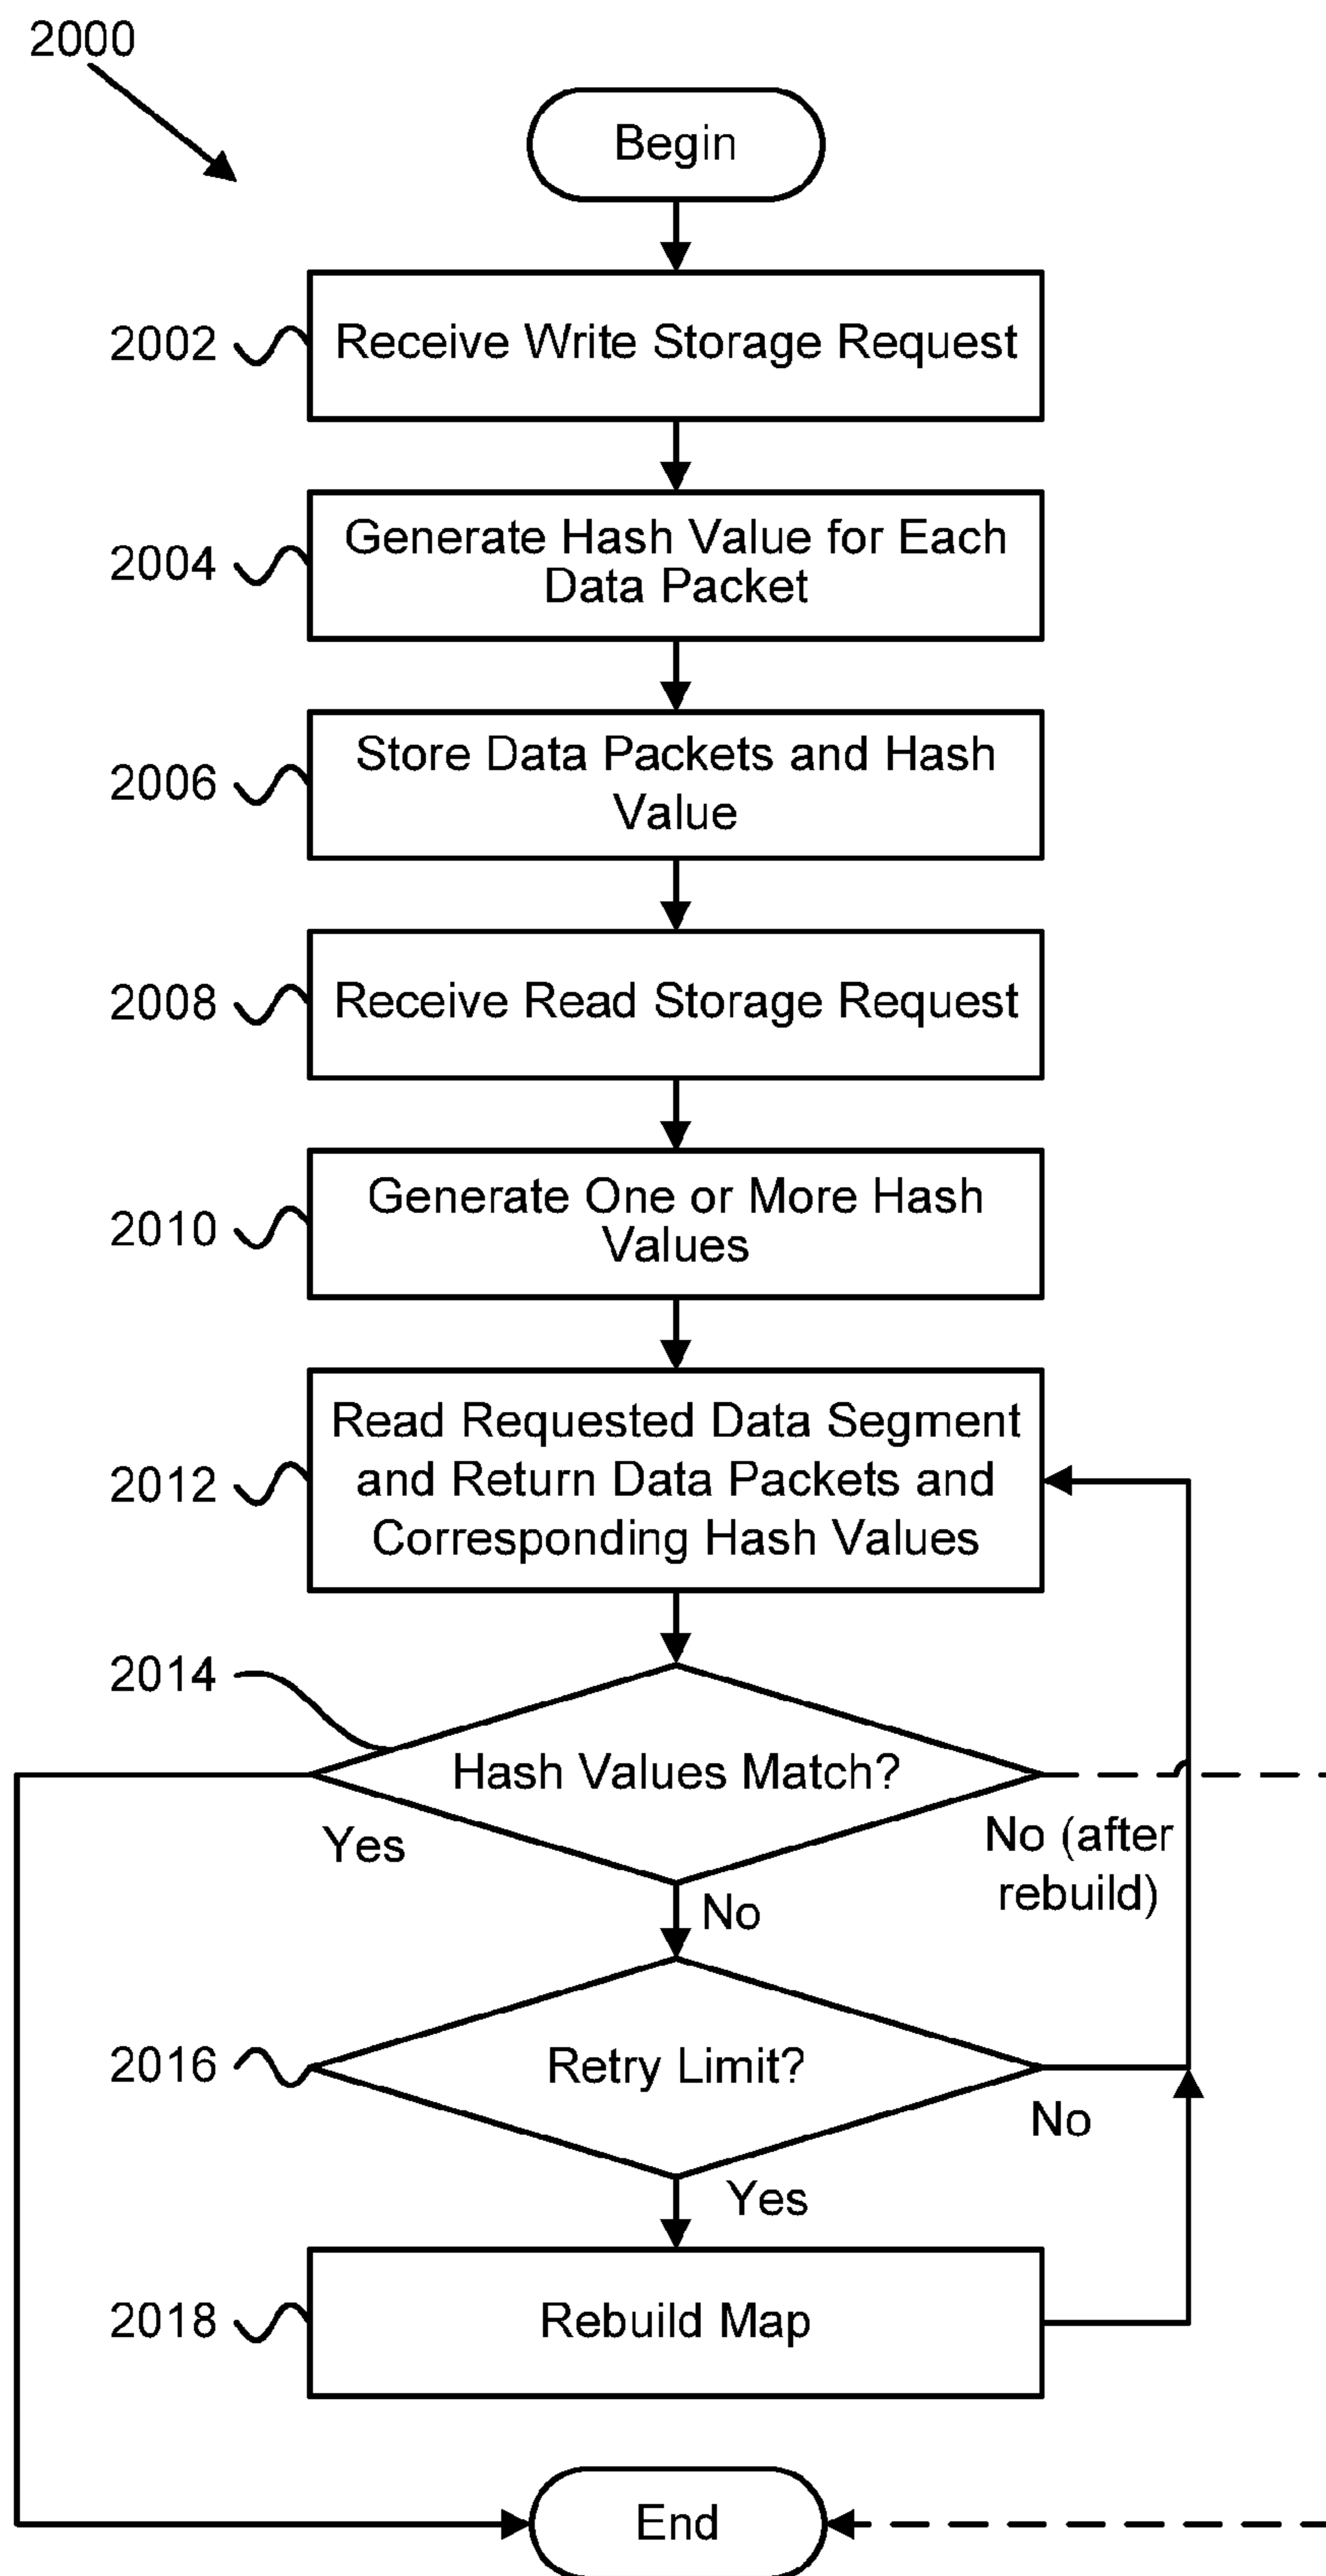 2000
Begin
2002
Receive Write Storage Request
2004
Generate Hash Value for Each
Data Packet
2006
Store Data Packets and Hash
Value
2008
Receive Read Storage Request
2010
Generate One or More Hash
Values
2012
Read Requested Data Segment
and Return Data Packets and
Corresponding Hash Values
2014
Hash Values Match?
Yes
No (after
rebuild)
No
2016
Retry Limit?
No
Yes
2018
Rebuild Map
End